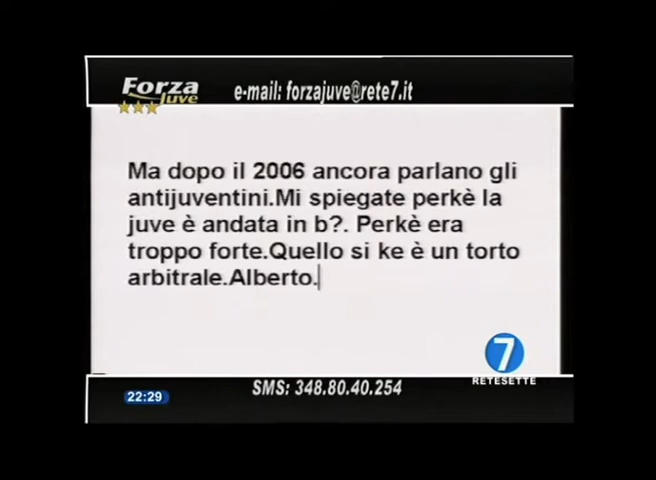 Forza
Juve
e-mail: forzajuve@rete7.it
Ma dopo il 2006 ancora parlano gli
antijuventini.Mi spiegate perkè la
juve è andata in b?. Perkè era
troppo forte.Quello si ke è un torto
arbitrale.Alberto.
7
RETESETTE
22:29
SMS: 348.80.40.254